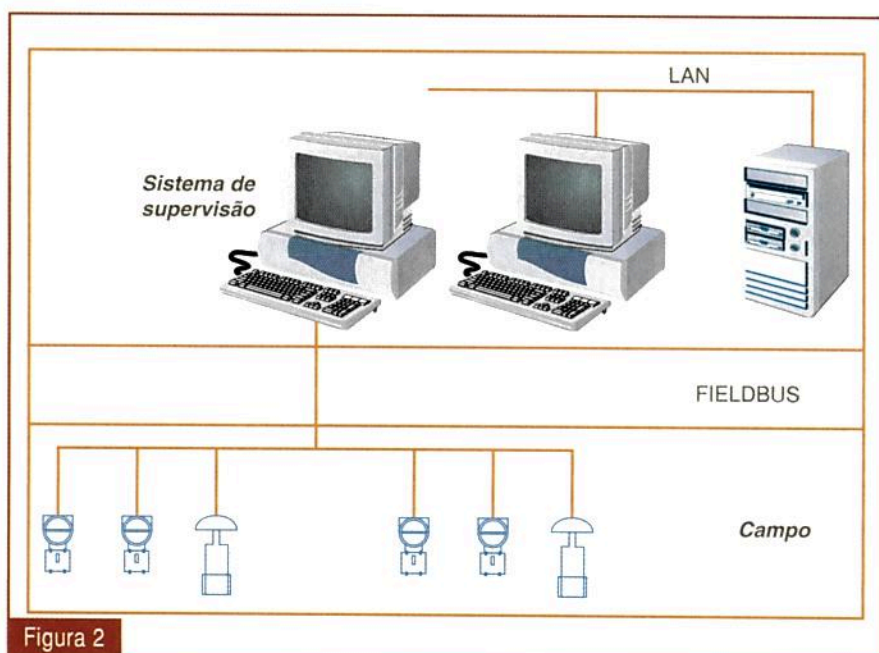 LAN
Sistema de
supervisão
FIELDBUS
Campo
Figura 2